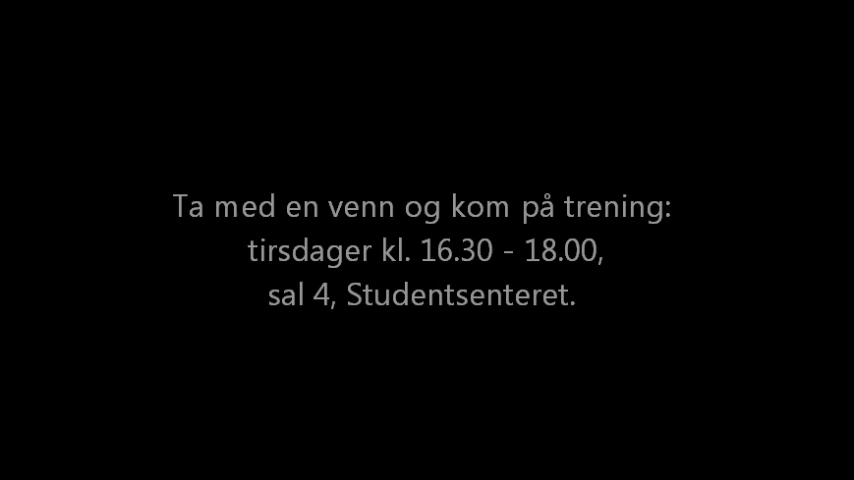 Ta med en venn og kom på trening:
tirsdager kl. 16.30 - 18.00,
sal 4, Studentsenteret.